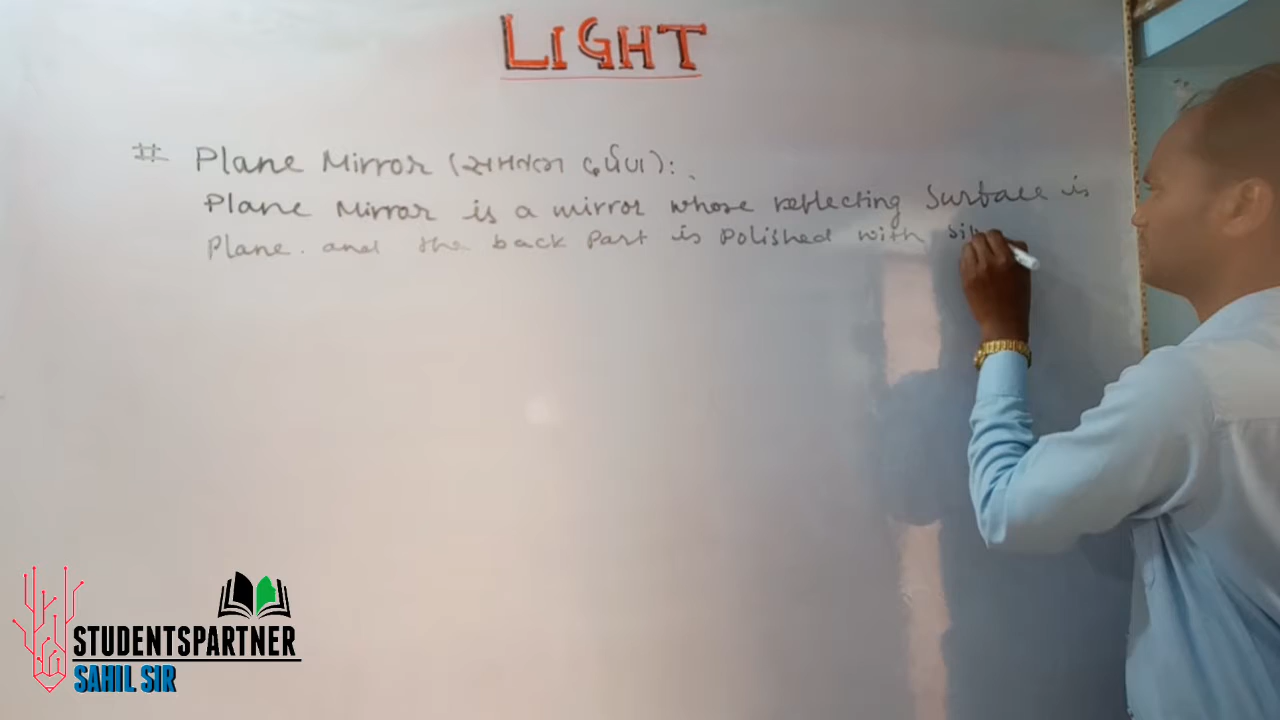 LIGHT
# Plane Mirror (સમતલ દર્પણ):
Plane Mirror is a mirror whose reflecting Surface is
Plane. and the back Part is Polished with
STUDENTSPARTNER
SAHIL SIR